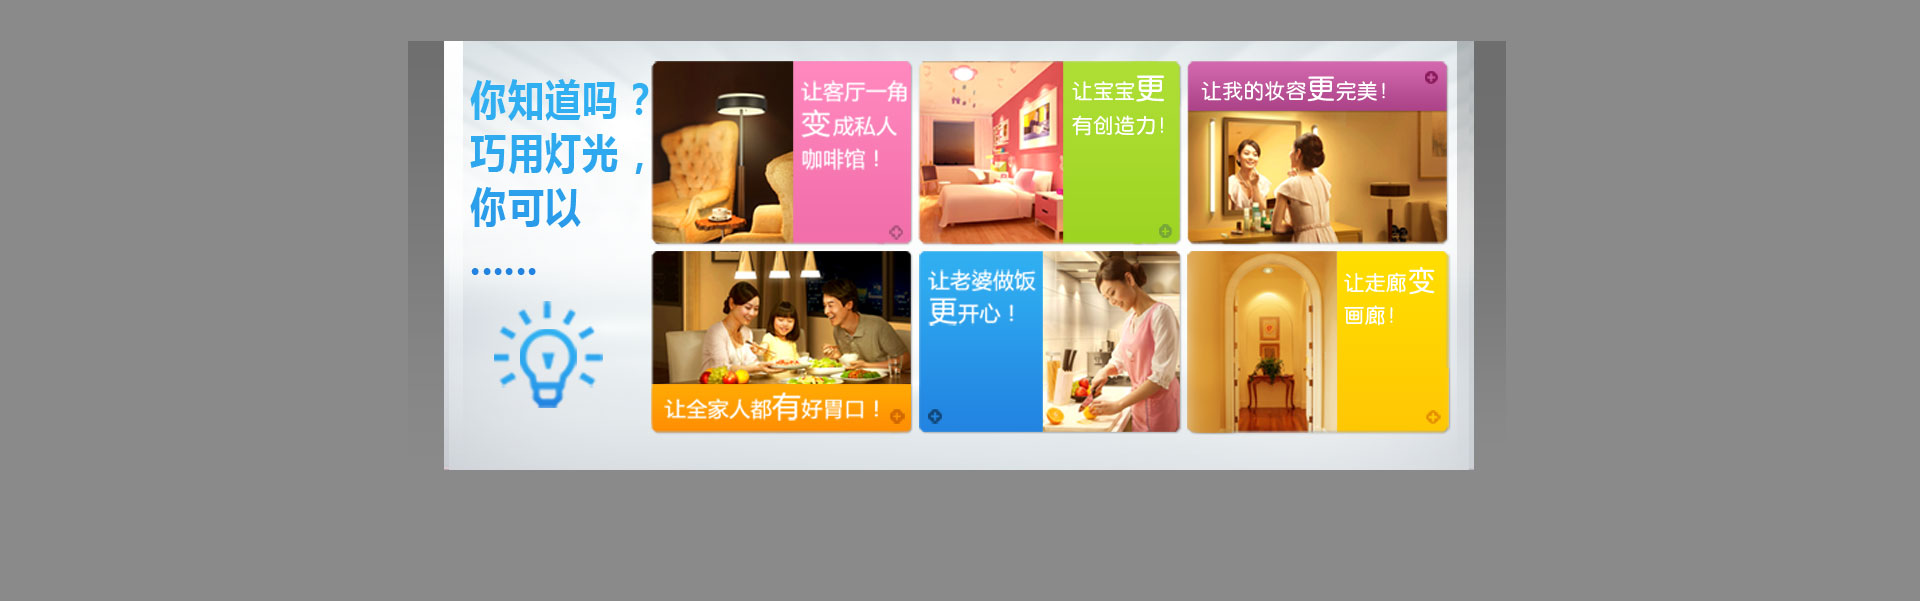 你知道吗？
巧用灯光，
你可以
......
让客厅一角
变成私人
咖啡馆！
让宝宝更
有创造力！
让我的妆容更完美！
让全家人都有好胃口！
让老婆做饭
更开心！
让走廊变
画廊！